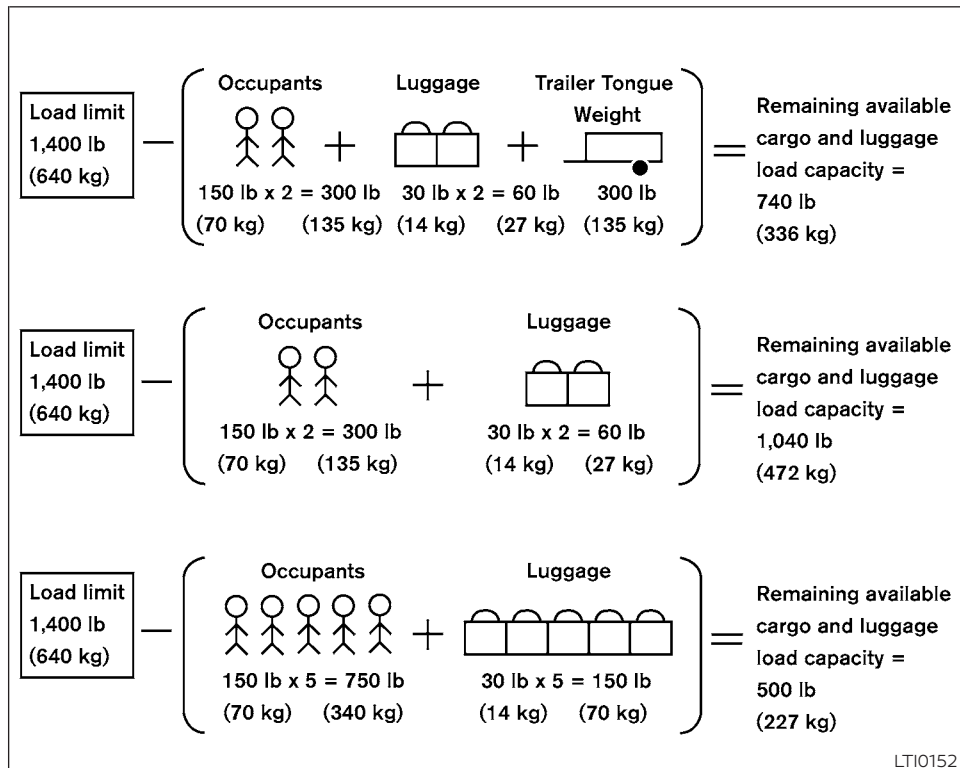 Occupants Luggage Trailer Tongue
Weight
Load limit
1,400 lb
(640 kg)
− ( + + ) =
150 lb x 2 = 300 lb 30 lb x 2 = 60 lb 300 lb
(70 kg) (135 kg) (14 kg) (27 kg) (135 kg)
Remaining available
cargo and luggage
load capacity =
740 lb
(336 kg)
Occupants Luggage
Load limit
1,400 lb
(640 kg)
− ( + ) =
150 lb x 2 = 300 lb 30 lb x 2 = 60 lb
(70 kg) (135 kg) (14 kg) (27 kg)
Remaining available
cargo and luggage
load capacity =
1,040 lb
(472 kg)
Occupants Luggage
Load limit
1,400 lb
(640 kg)
− ( + ) =
150 lb x 5 = 750 lb 30 lb x 5 = 150 lb
(70 kg) (340 kg) (14 kg) (70 kg)
Remaining available
cargo and luggage
load capacity =
500 lb
(227 kg)
LTI0152